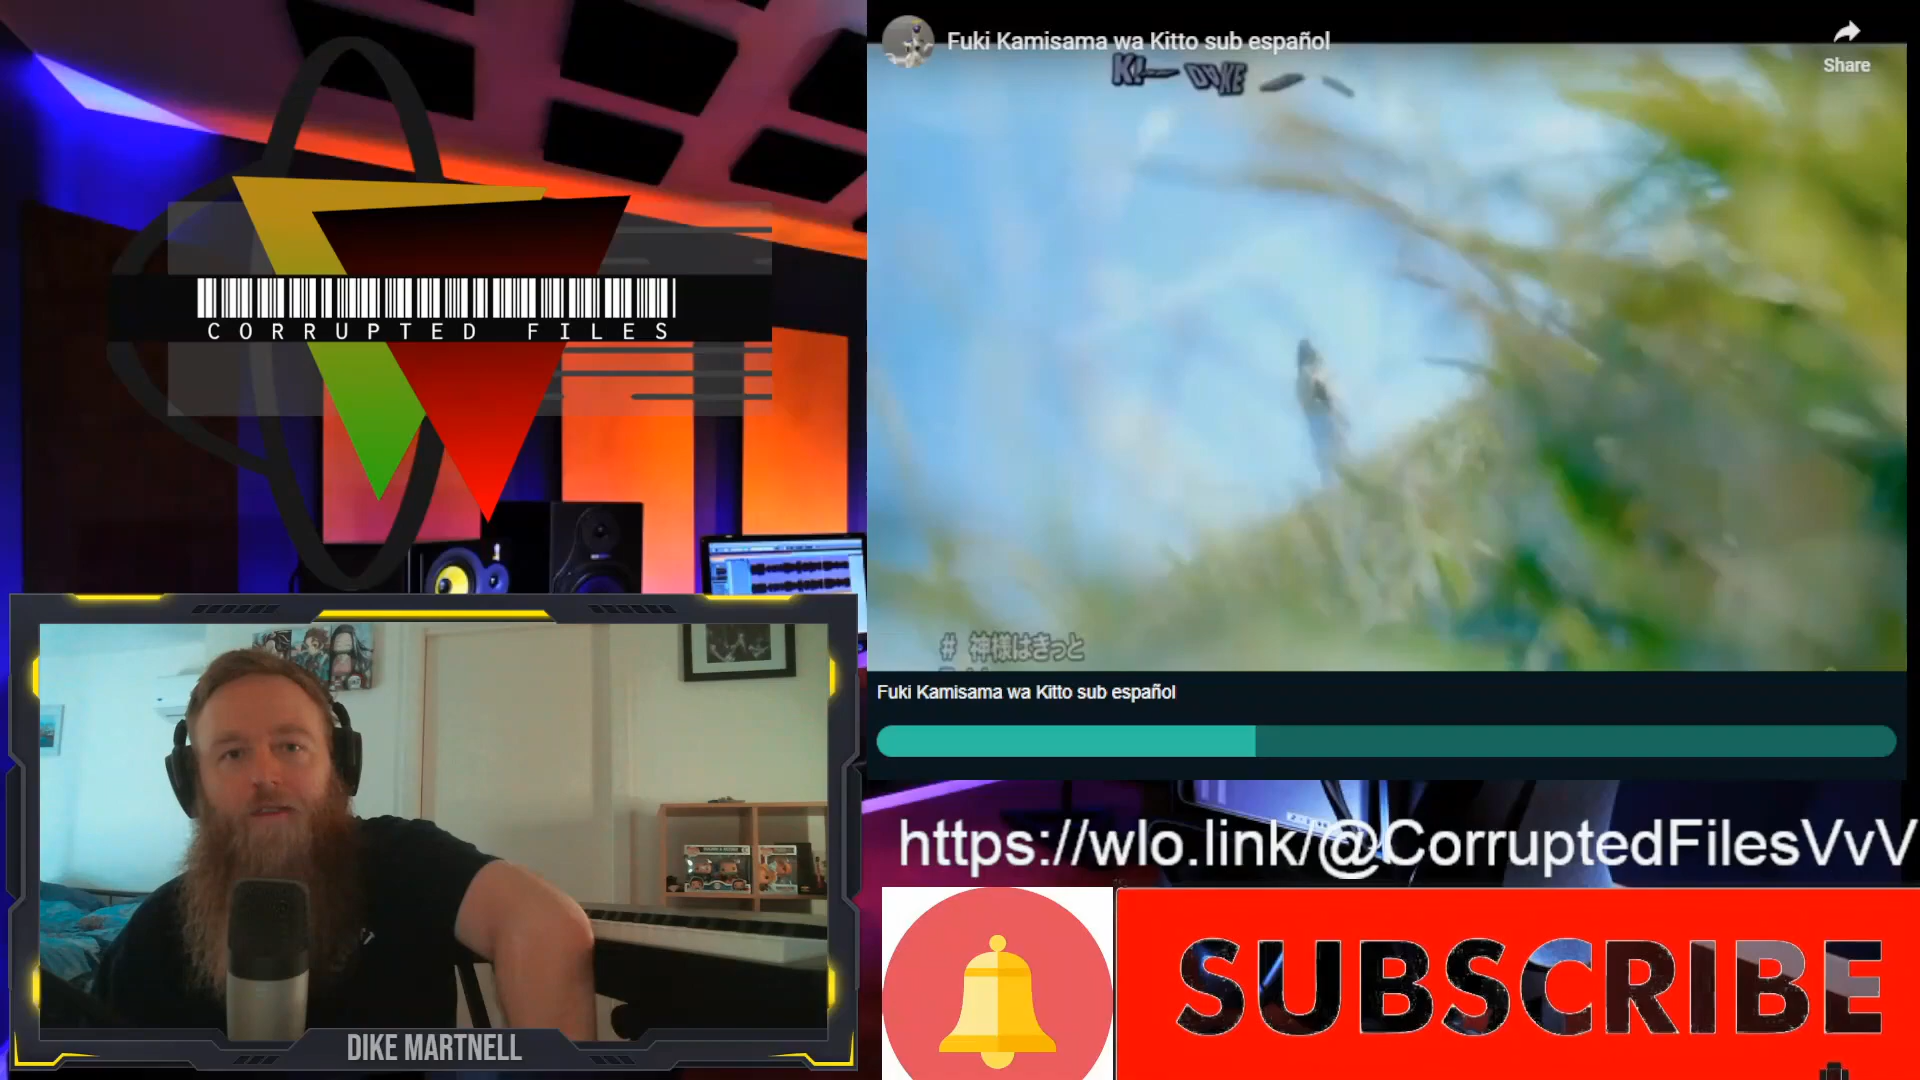 CORRUPTED FILES
Fuki Kamisama wa Kitto sub español
Share
# 神様はきっと
Fuki Kamisama wa Kitto sub español
https://wlo.link/@CorruptedFilesVvV
SUBSCRIBE
DIKE MARTNELL